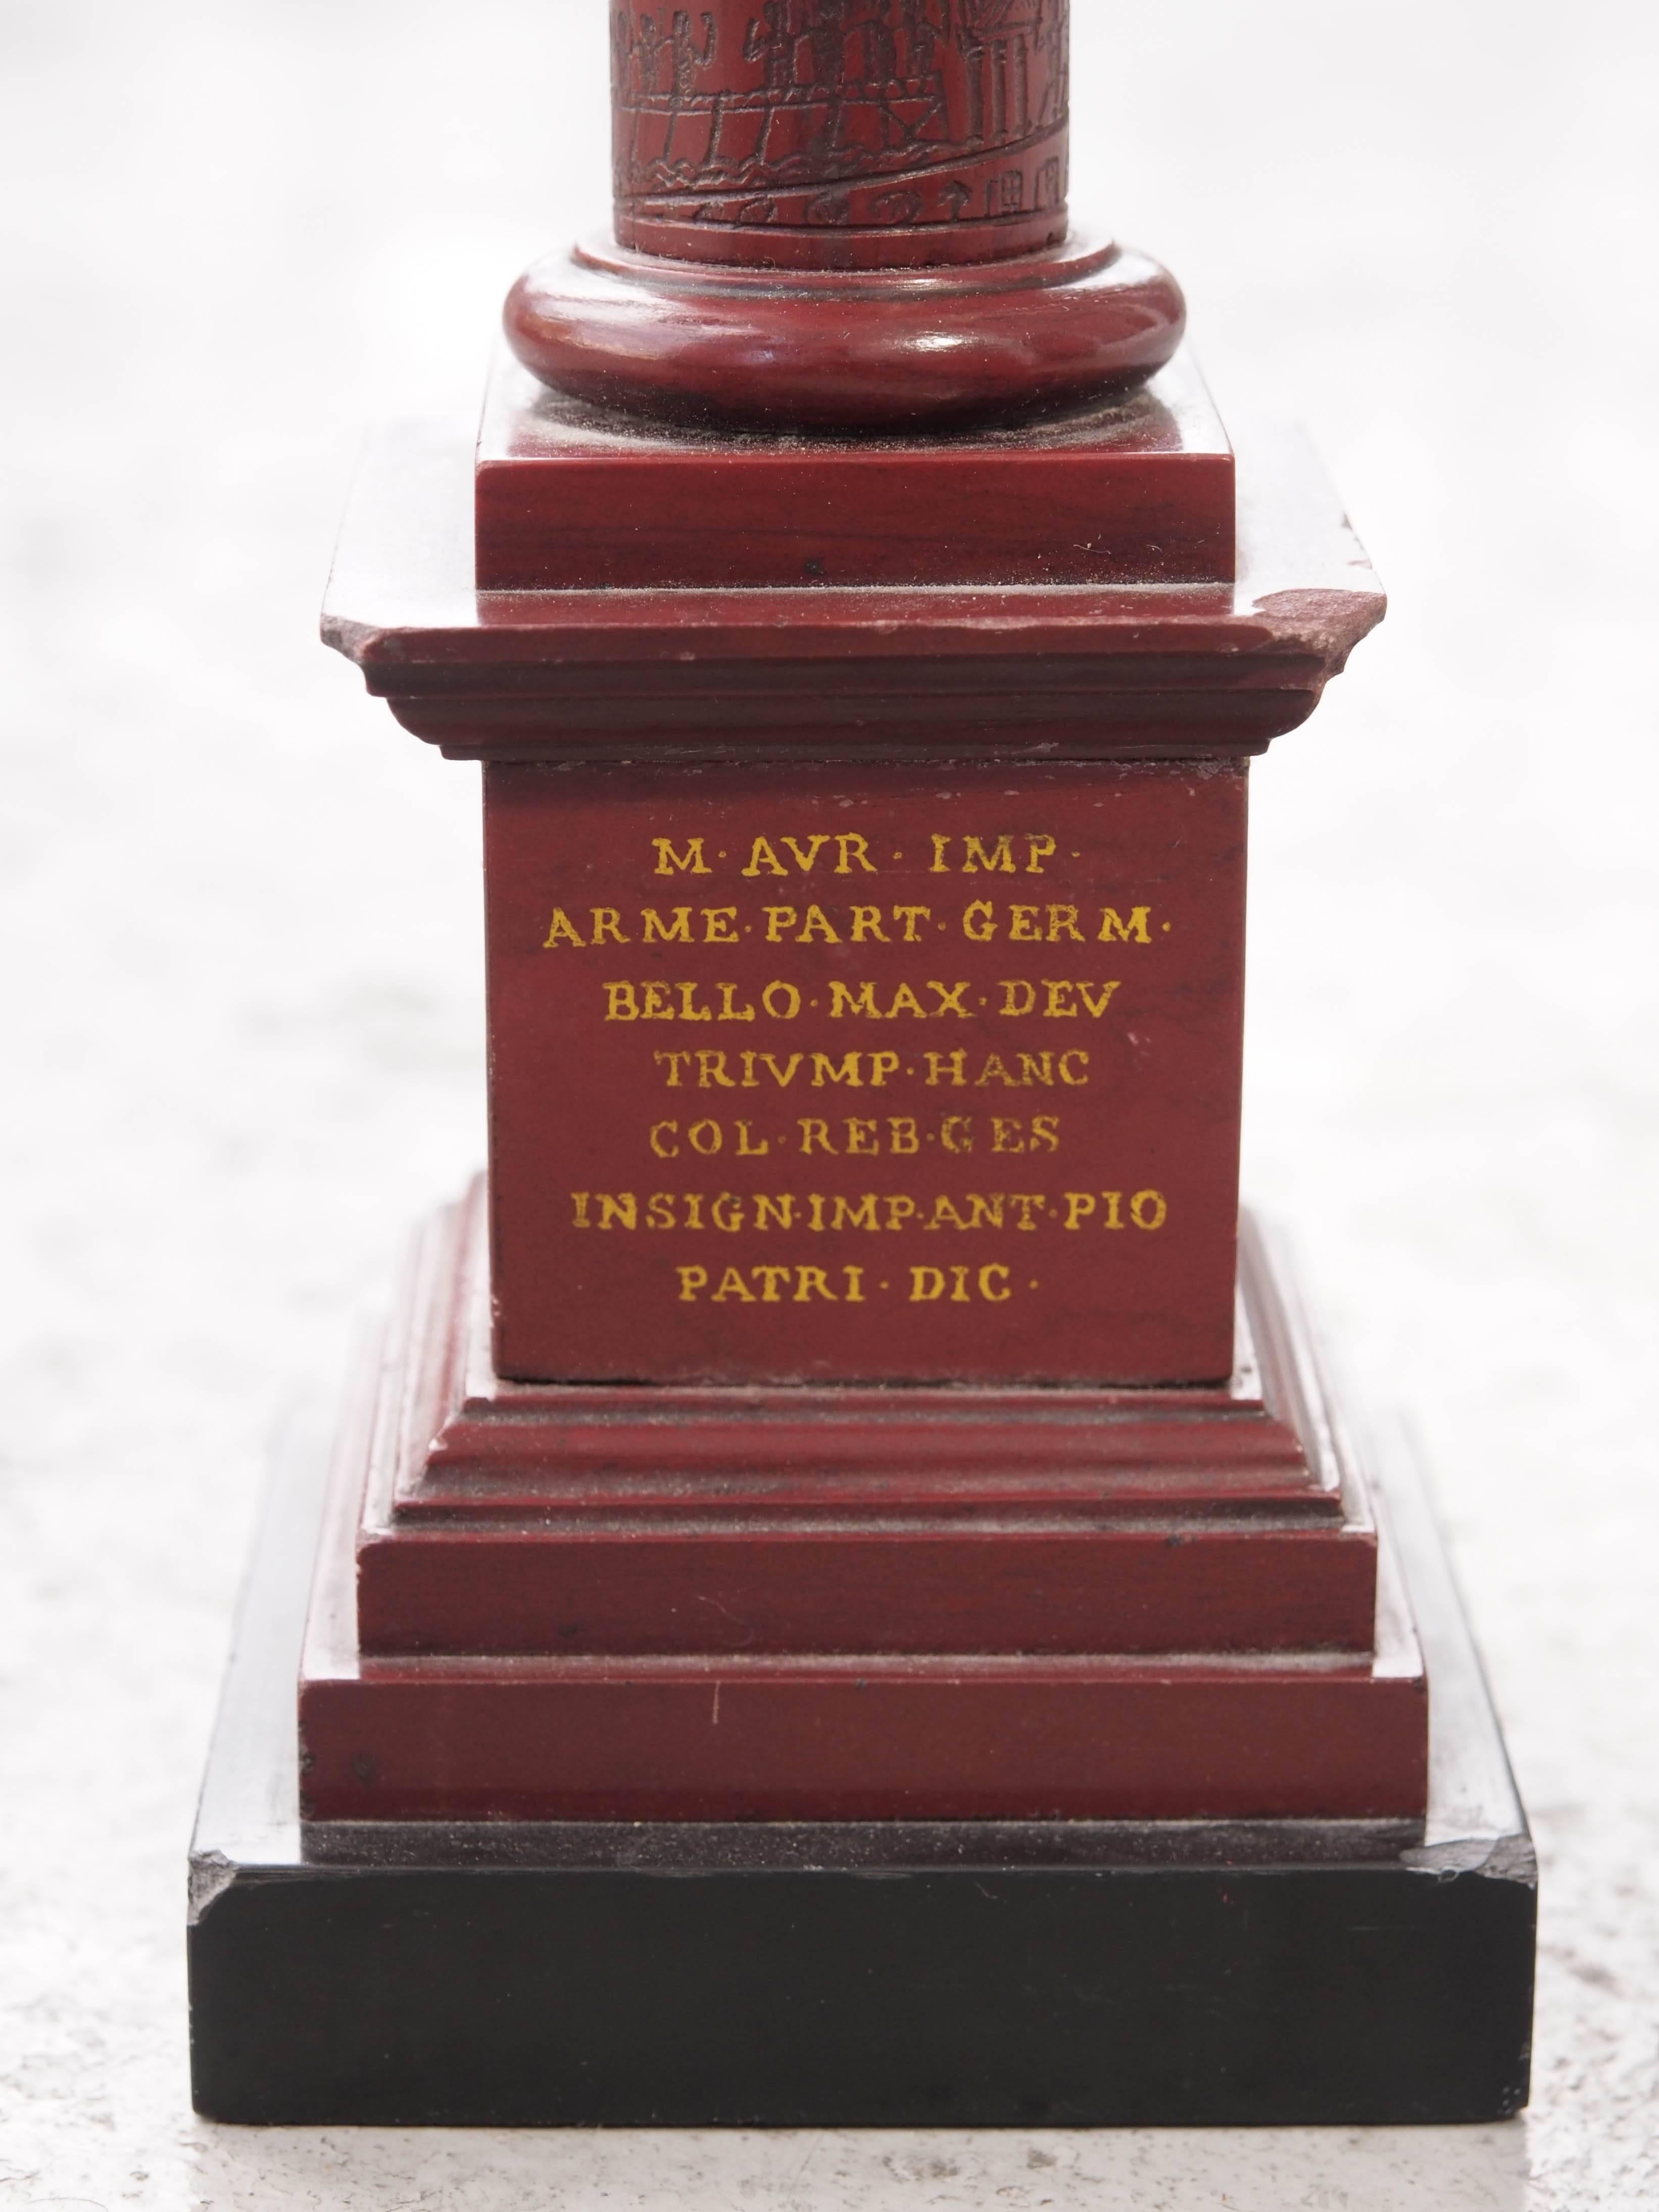 M· AVR · IMP·
ARME·PART·GERM·
BELLO·MAX·DEV
TRIVMP·HANC
COL·REB·GES
INSIGN·IMP·ANT·PIO
PATRI · DIC ·